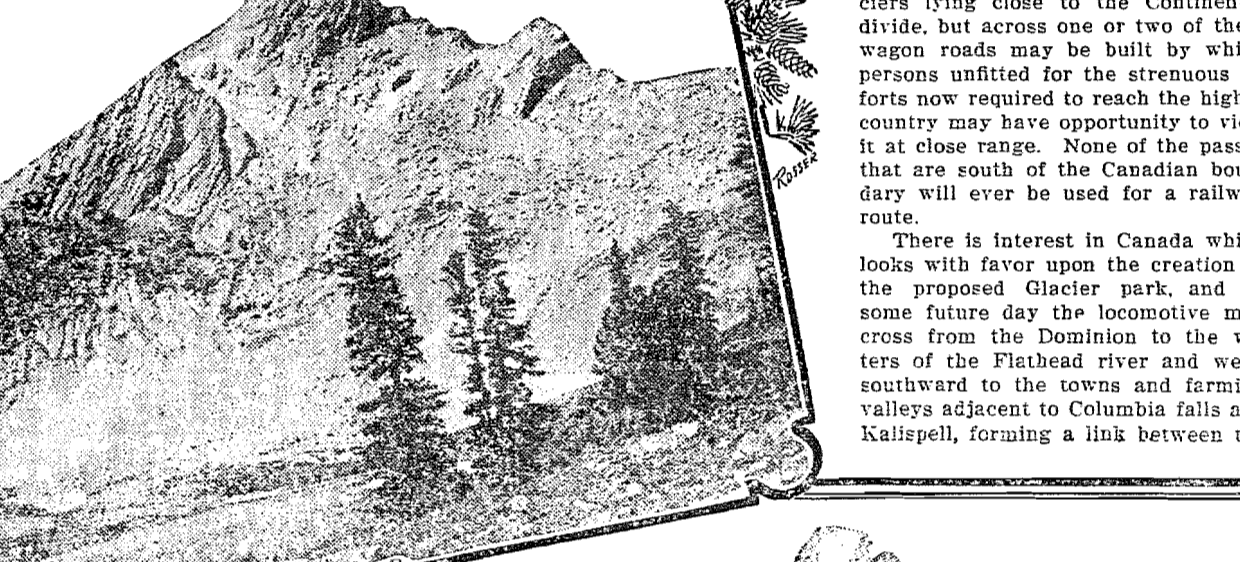 ciers lying close to the Continen
divide, but across one or two of the
wagon roads may be built by whi
persons unfitted for the strenuous
forts now required to reach the high
country may have opportunity to vi
it at close range. None of the pass
that are south of the Canadian bou
dary will ever be used for a railw
route.
There is interest in Canada whi
looks with favor upon the creation
the proposed Glacier park, and
some future day the locomotive m
cross from the Dominion to the w
ters of the Flathead river and we
southward to the towns and farmi
valleys adjacent to Columbia falls a
Kalispell, forming a link between t
Rosser